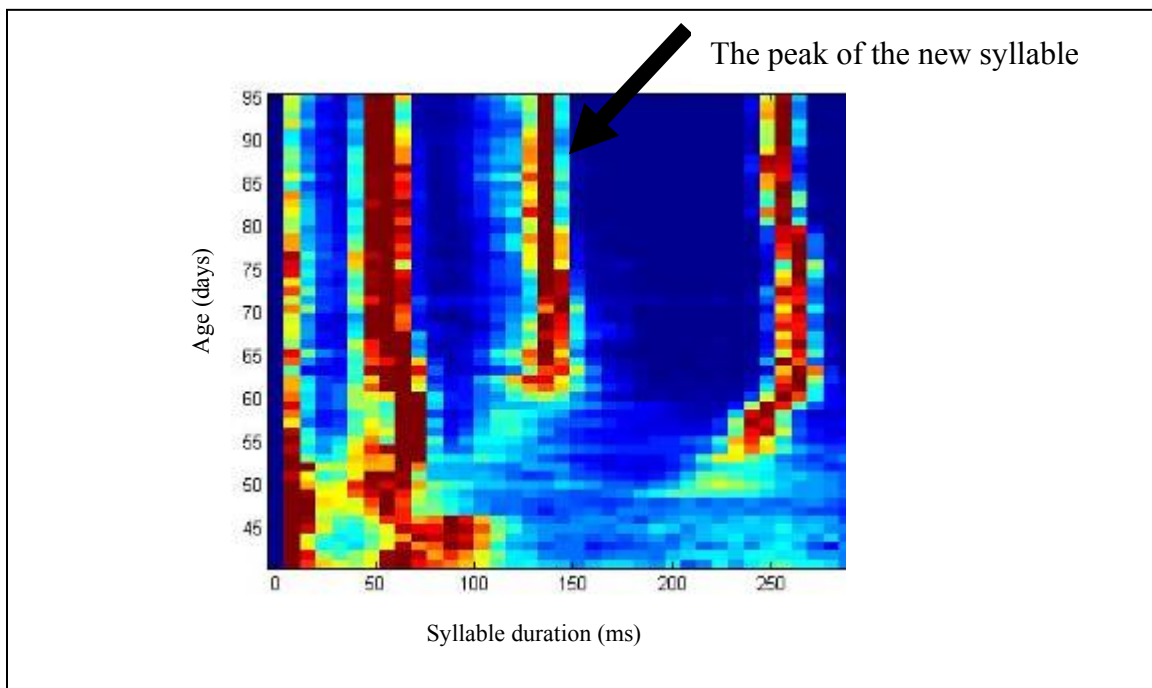 The peak of the new syllable
95
90
85
80
75
70
65
60
55
50
45
Age (days)
0 50 100 150 200 250
Syllable duration (ms)